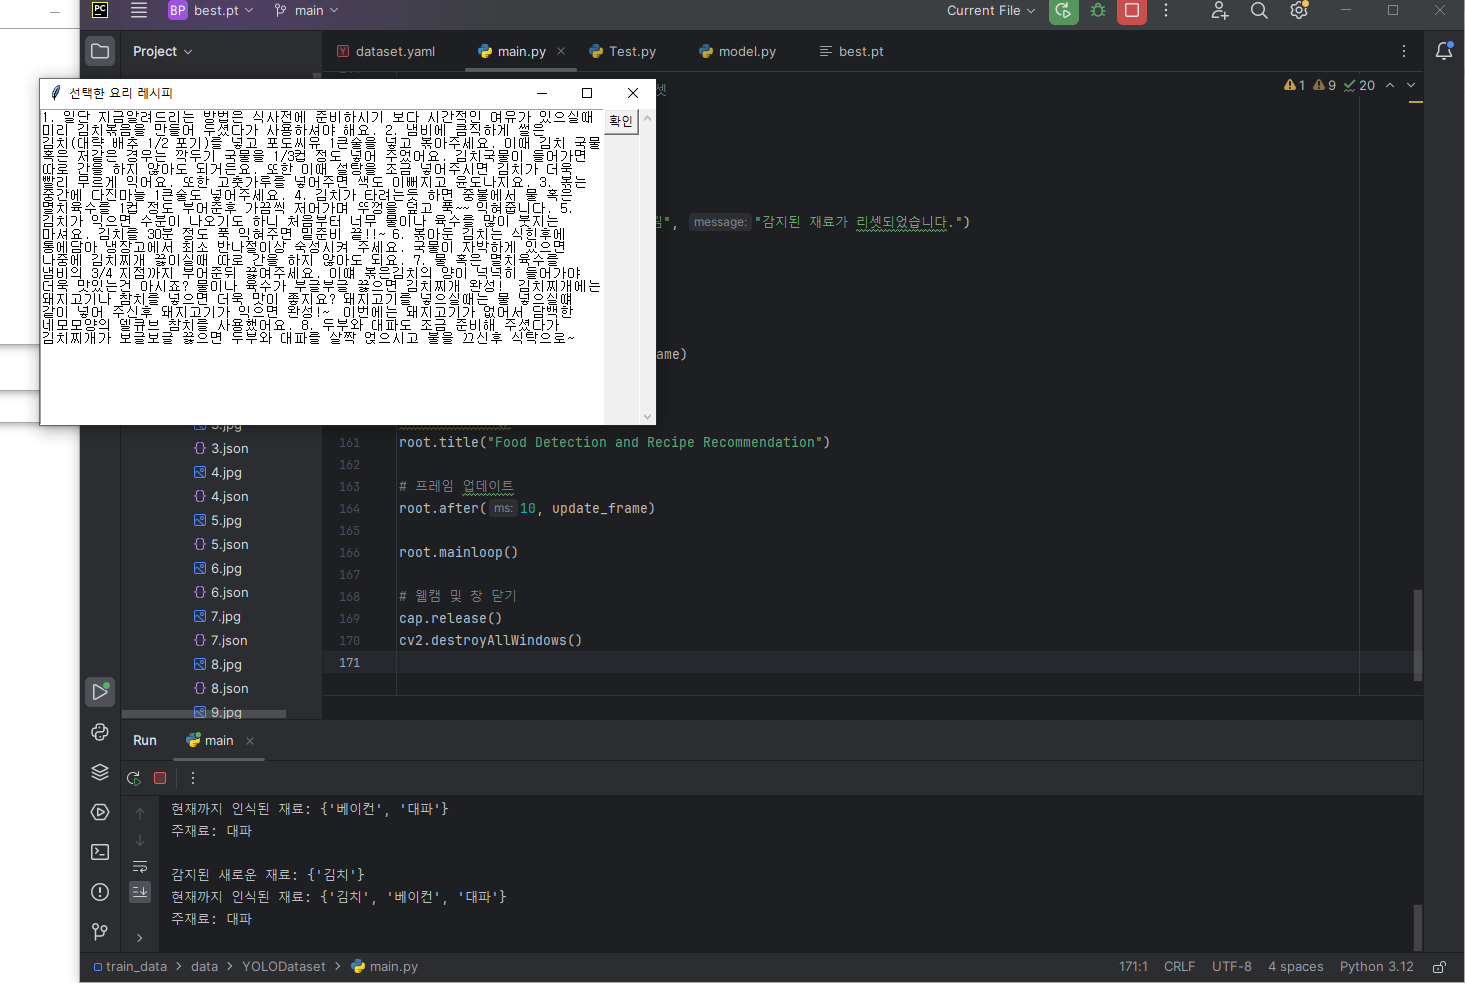 BP best.pt main Current File
Project dataset.yaml main.py Test.py model.py best.pt
선택한 요리 레시피
1 9 20
1. 일단 지금알려드리는 방법은 식사전에 준비하시기 보다 시간적인 여유가 있으실때
미리 김치볶음을 만들어 두셨다가 사용하셔야 해요. 2. 냄비에 큼직하게 썰은
김치(대략 배추 1/2 포기)를 넣고 포도씨유 1큰술을 넣고 볶아주세요. 이때 김치 국물
혹은 저같은 경우는 깍두기 국물을 1/3컵 정도 넣어 주었어요. 김치국물이 들어가면
따로 간을 하지 않아도 되거든요. 또한 이때 설탕을 조금 넣어주시면 김치가 더욱
빨리 무르게 익어요. 또한 고춧가루를 넣어주면 색도 이뻐지고 윤도나지요. 3. 볶는
중간에 다진마늘 1큰술도 넣어주세요. 4. 김치가 타려는듯 하면 중불에서 물 혹은
멸치육수를 1컵 정도 부어준후 가끔씩 저어가며 뚜껑을 덮고 푹~~ 익혀줍니다. 5.
김치가 익으면 수분이 나오기도 하니 처음부터 너무 물이나 육수를 많이 붓지는
마셔요. 김치를 30분 정도 푹 익혀주면 밑준비 끝!!~ 6. 볶아둔 김치는 식힌후에
통에담아 냉장고에서 최소 반나절이상 숙성시켜 주세요. 국물이 자박하게 있으면
나중에 김치찌개 끓이실때 따로 간을 하지 않아도 되요. 7. 물 혹은 멸치육수를
냄비의 3/4 지점까지 부어준뒤 끓여주세요. 이떄 볶은김치의 양이 넉넉히 들어가야
더욱 맛있는건 아시죠? 물이나 육수가 부글부글 끓으면 김치찌개 완성! 김치찌개에는
돼지고기나 참치를 넣으면 더욱 맛이 좋지요? 돼지고기를 넣으실때는 물 넣으실떄
같이 넣어 주신후 돼지고기가 익으면 완성!~ 이번에는 돼지고기가 없어서 담백한
네모모양의 델큐브 참치를 사용했어요. 8. 두부와 대파도 조금 준비해 주셨다가
김치찌개가 보글보글 끓으면 두부와 대파를 살짝 얹으시고 불을 끄신후 식탁으로~
확인
셋
", message: "감지된 재료가 리셋되었습니다.")
ame)
3.jpg
3.json
4.jpg
4.json
5.jpg
5.json
6.jpg
6.json
7.jpg
7.json
8.jpg
8.json
9.jpg
161 root.title("Food Detection and Recipe Recommendation")
162
163 # 프레임 업데이트
164 root.after( ms: 10, update_frame)
165
166 root.mainloop()
167
168 # 웹캠 및 창 닫기
169 cap.release()
170 cv2.destroyAllWindows()
171
Run main
현재까지 인식된 재료: {'베이컨', '대파'}
주재료: 대파
감지된 새로운 재료: {'김치'}
현재까지 인식된 재료: {'김치', '베이컨', '대파'}
주재료: 대파
train_data > data > YOLODataset > main.py 171:1 CRLF UTF-8 4 spaces Python 3.12